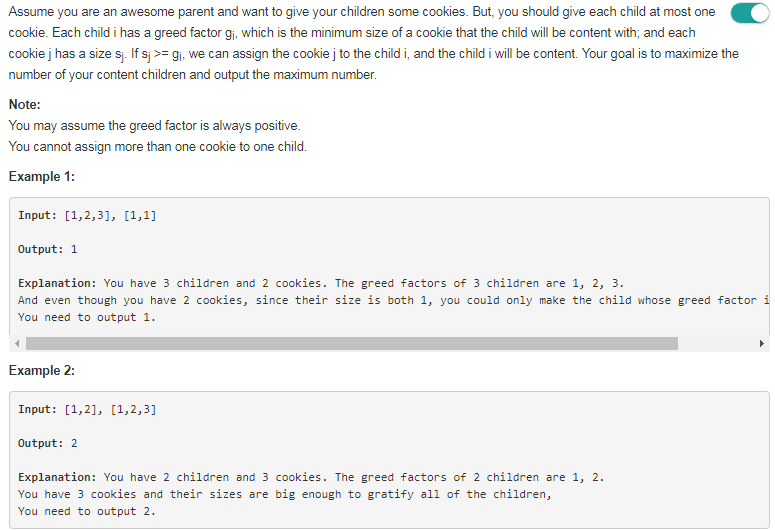 Assume you are an awesome parent and want to give your children some cookies. But, you should give each child at most one
cookie. Each child i has a greed factor gi, which is the minimum size of a cookie that the child will be content with; and each
cookie j has a size sj. If sj >= gi, we can assign the cookie j to the child i, and the child i will be content. Your goal is to maximize the
number of your content children and output the maximum number.
Note:
You may assume the greed factor is always positive.
You cannot assign more than one cookie to one child.
Example 1:
Input: [1,2,3], [1,1]
Output: 1
Explanation: You have 3 children and 2 cookies. The greed factors of 3 children are 1, 2, 3.
And even though you have 2 cookies, since their size is both 1, you could only make the child whose greed factor i
You need to output 1.
Example 2:
Input: [1,2], [1,2,3]
Output: 2
Explanation: You have 2 children and 3 cookies. The greed factors of 2 children are 1, 2.
You have 3 cookies and their sizes are big enough to gratify all of the children,
You need to output 2.